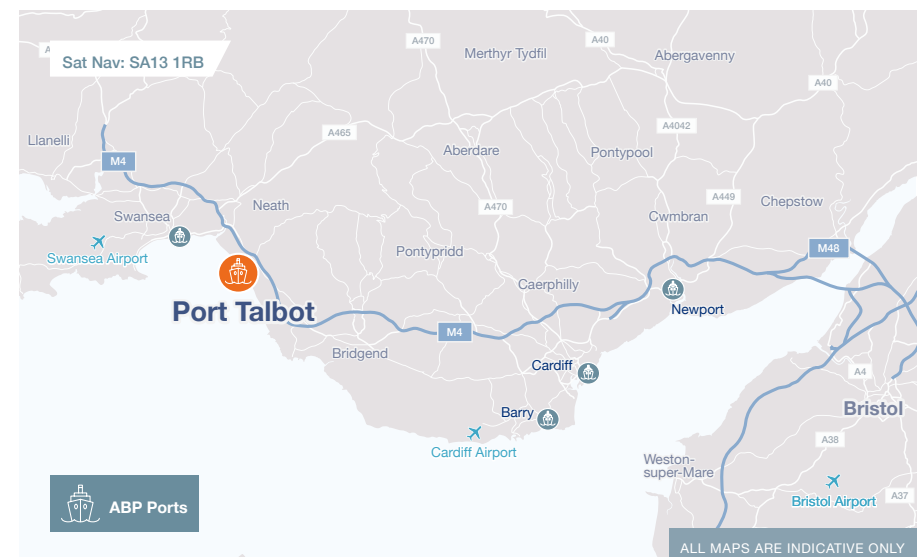 A470
A40
Merthyr Tydfil
Abergavenny
Sat Nav: SA13 1RB
A40
A4042
A465
Llanelli
Aberdare
Pontypool
M4
A449
Chepstow
Neath
A470
Swansea
Cwmbran
Pontypridd
M48
Swansea Airport
Caerphilly
Port Talbot
Newport
M4
Bridgend
Cardiff
A4
Barry
Bristol
A38
Cardiff Airport
Weston-
super-Mare
Bristol Airport
A37
ABP Ports
ALL MAPS ARE INDICATIVE ONLY